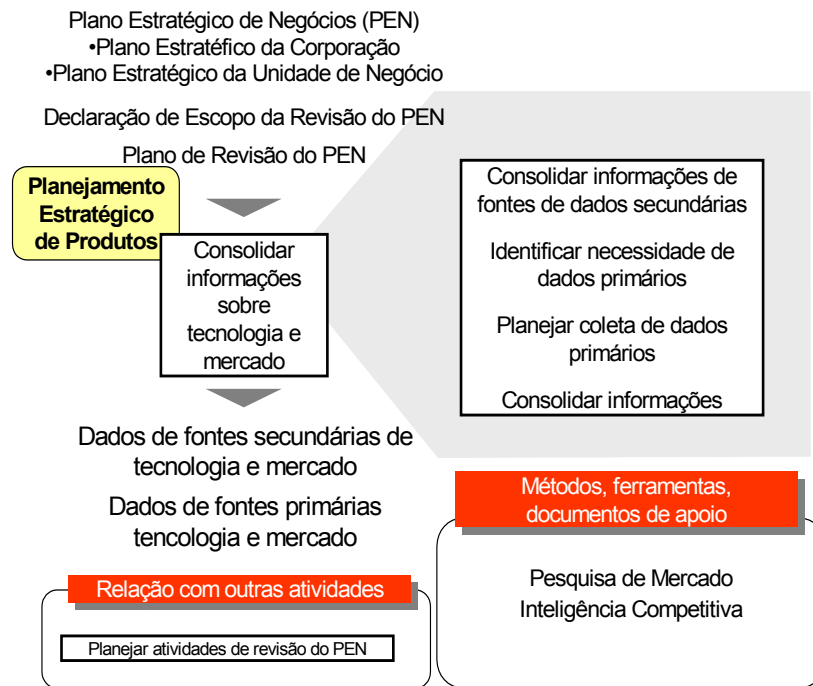 Plano Estratégico de Negócios (PEN)
•Plano Estratéfico da Corporação
•Plano Estratégico da Unidade de Negócio
Declaração de Escopo da Revisão do PEN
Plano de Revisão do PEN
Planejamento
Estratégico
de Produtos
Consolidar
informações
sobre
tecnologia e
mercado
Consolidar informações de
fontes de dados secundárias
Identificar necessidade de
dados primários
Planejar coleta de dados
primários
Consolidar informações
Dados de fontes secundárias de
tecnologia e mercado
Dados de fontes primárias
tencologia e mercado
Métodos, ferramentas,
documentos de apoio
Pesquisa de Mercado
Inteligência Competitiva
Relação com outras atividades
Planejar atividades de revisão do PEN